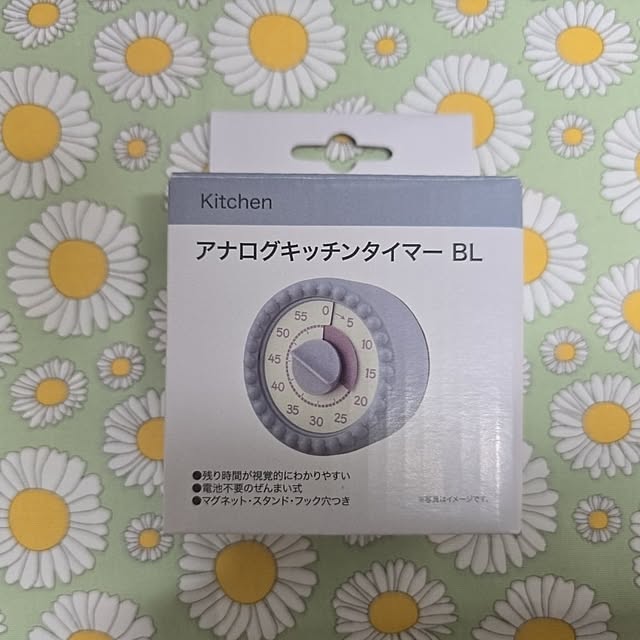 Kitchen
アナログキッチンタイマー BL
0
5
10
15
20
25
30
35
40
45
50
55
●残り時間が視覚的にわかりやすい
●電池不要のぜんまい式
●マグネット・スタンド・フック穴つき
※写真はイメージです。